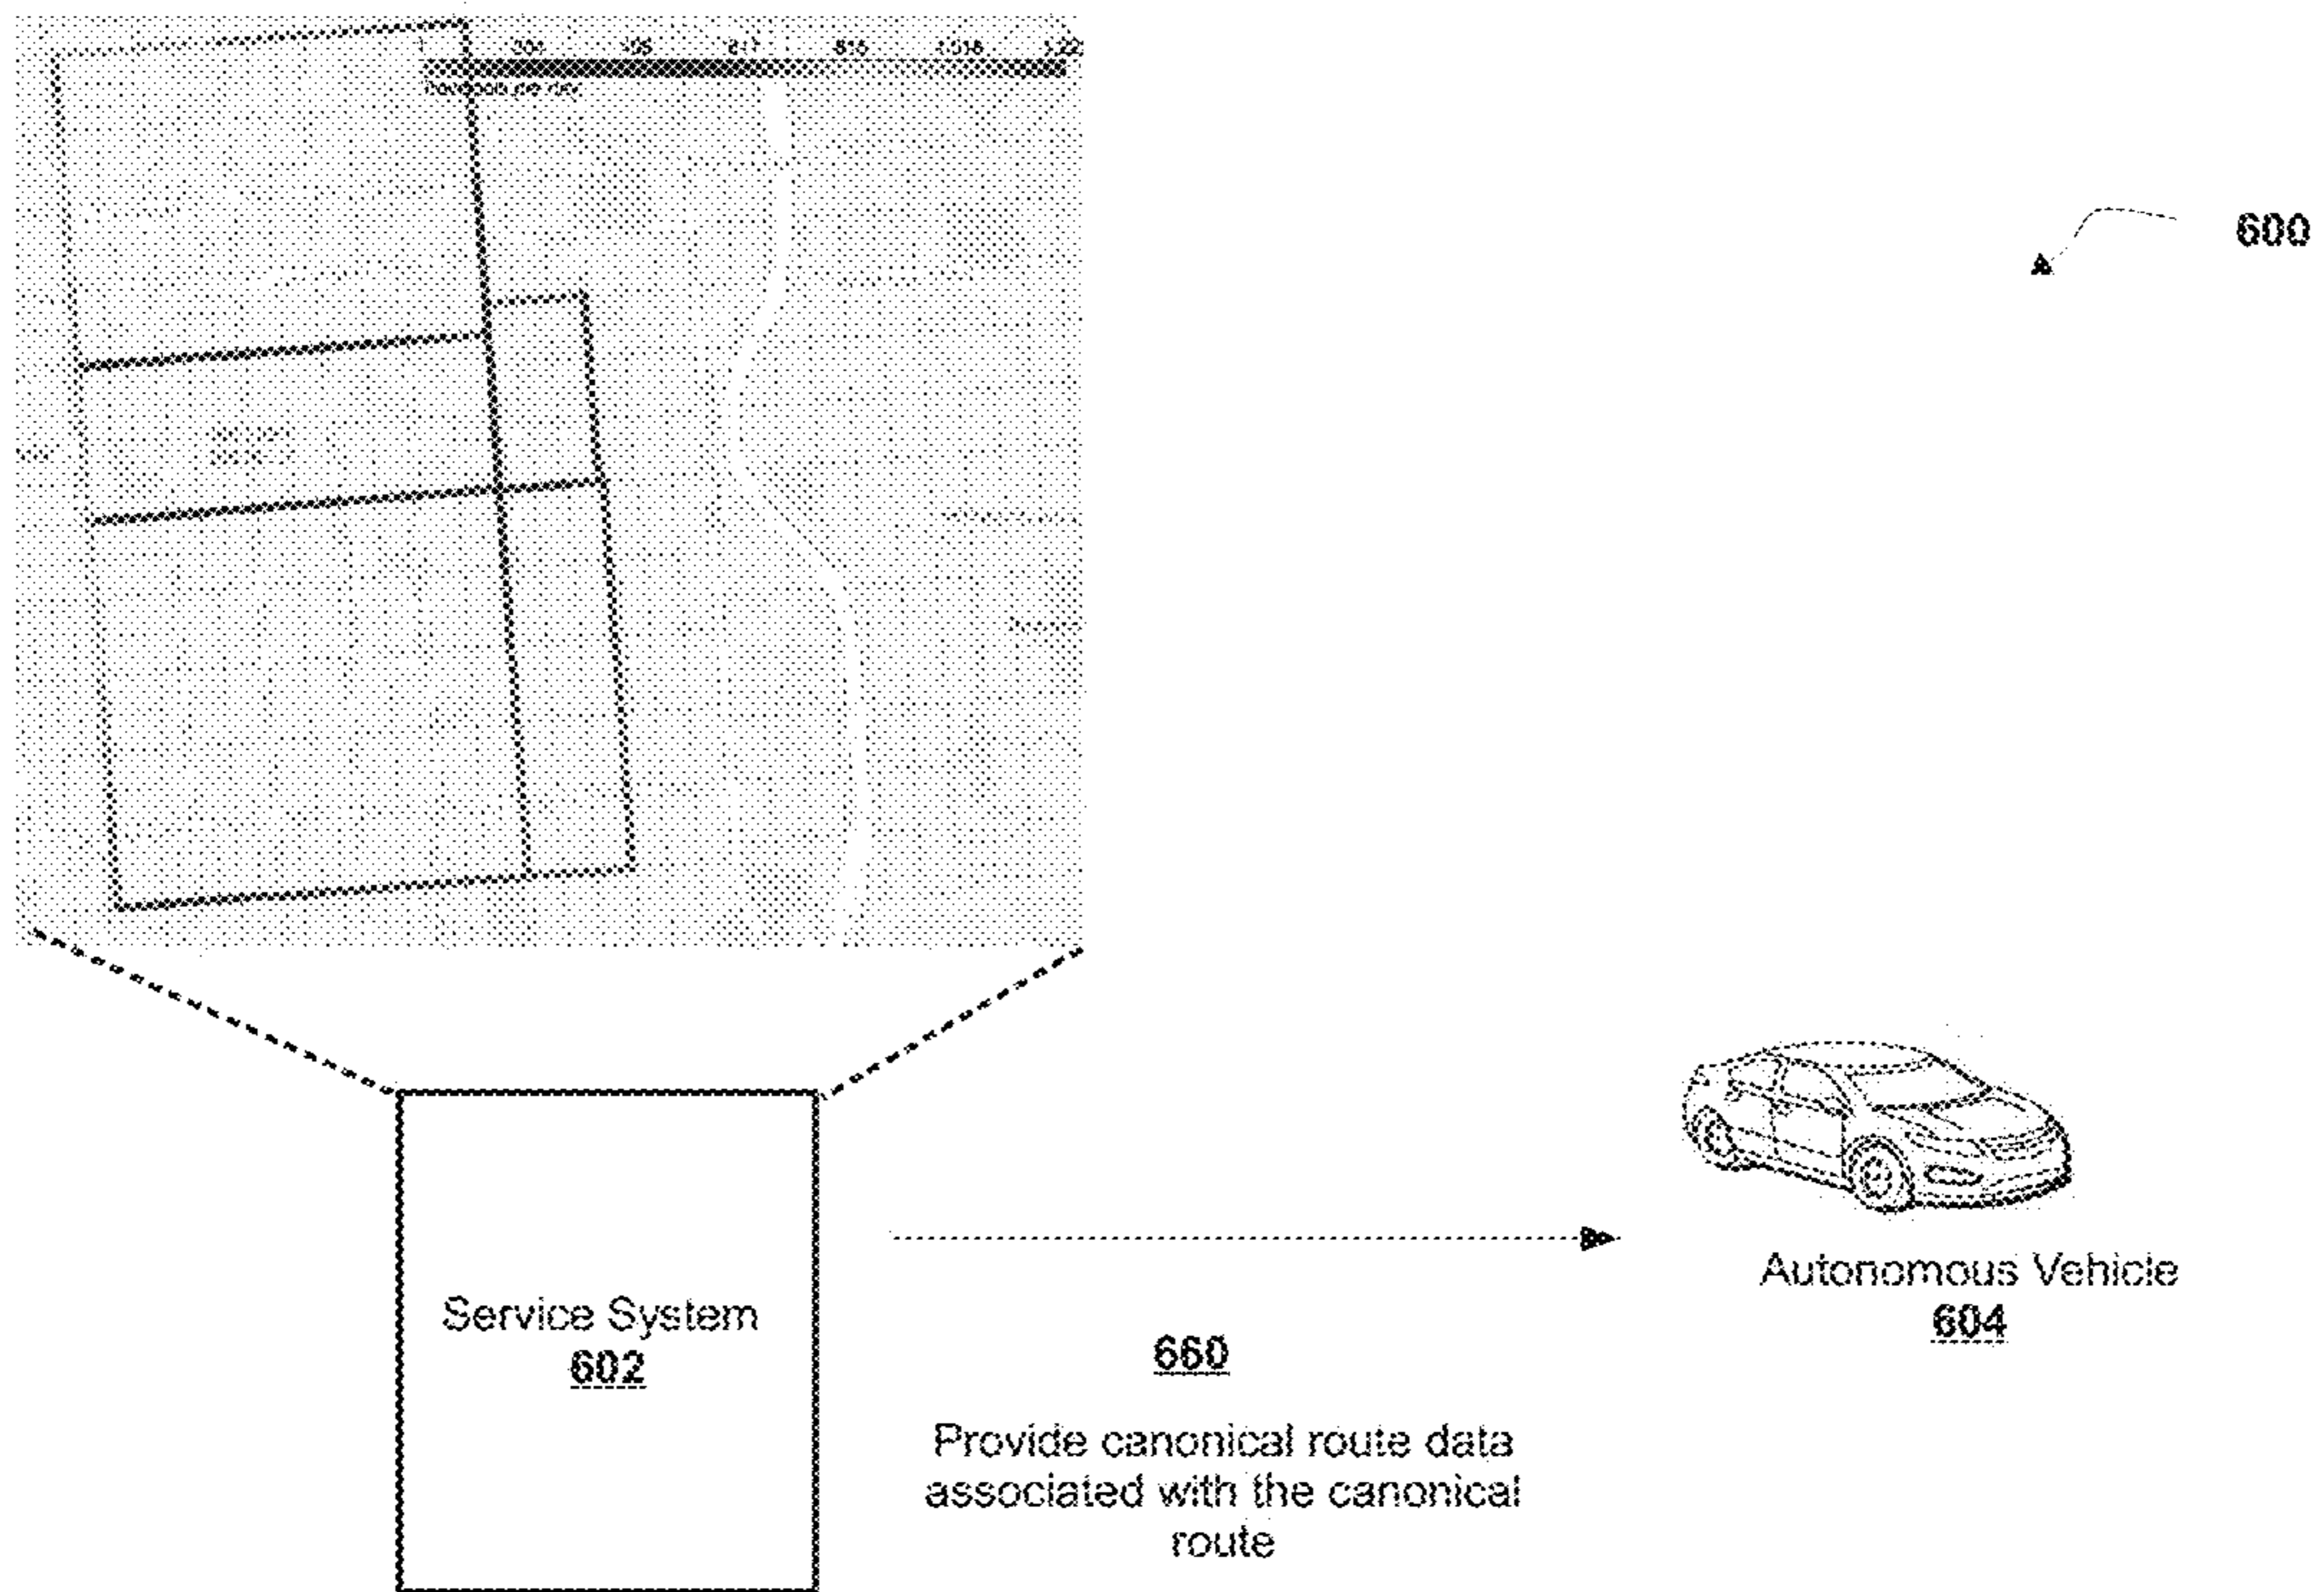 600
Service System
602
660
Provide canonical route data
associated with the canonical
route
Autonomous Vehicle
604